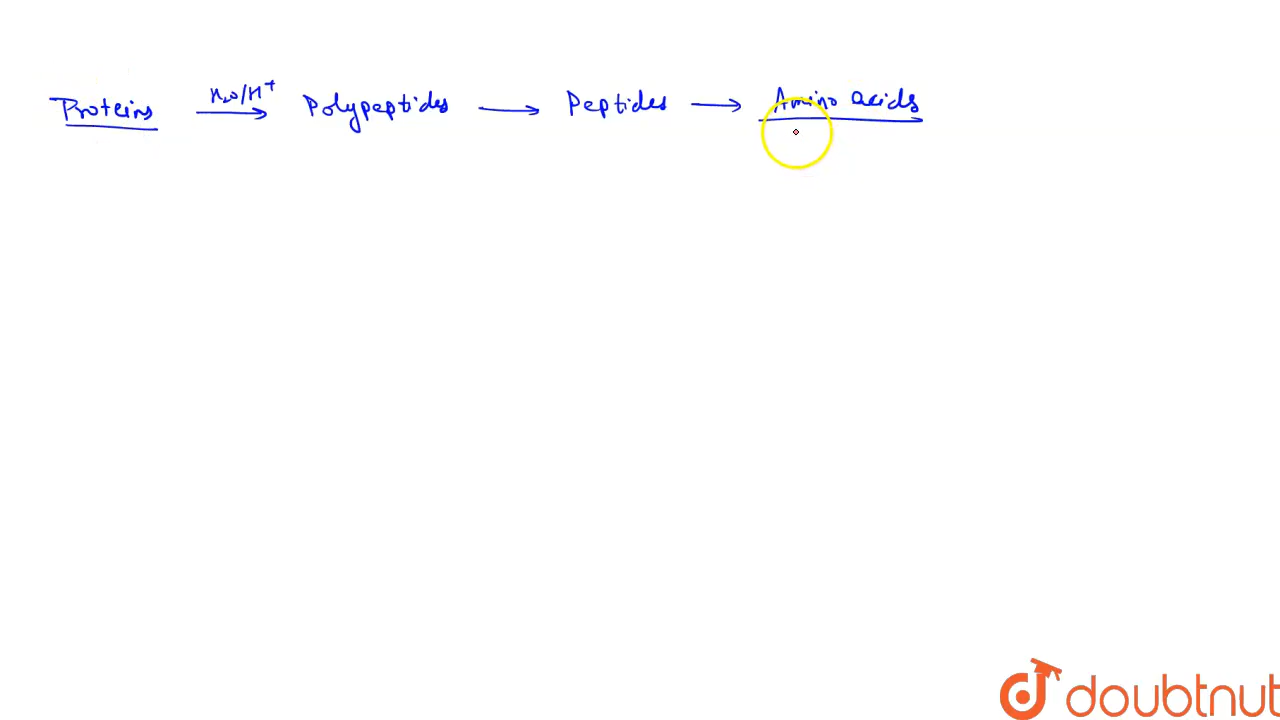 Proteins H₂O/H⁺ → Polypeptides → Peptides → Amino acids
doubtnut